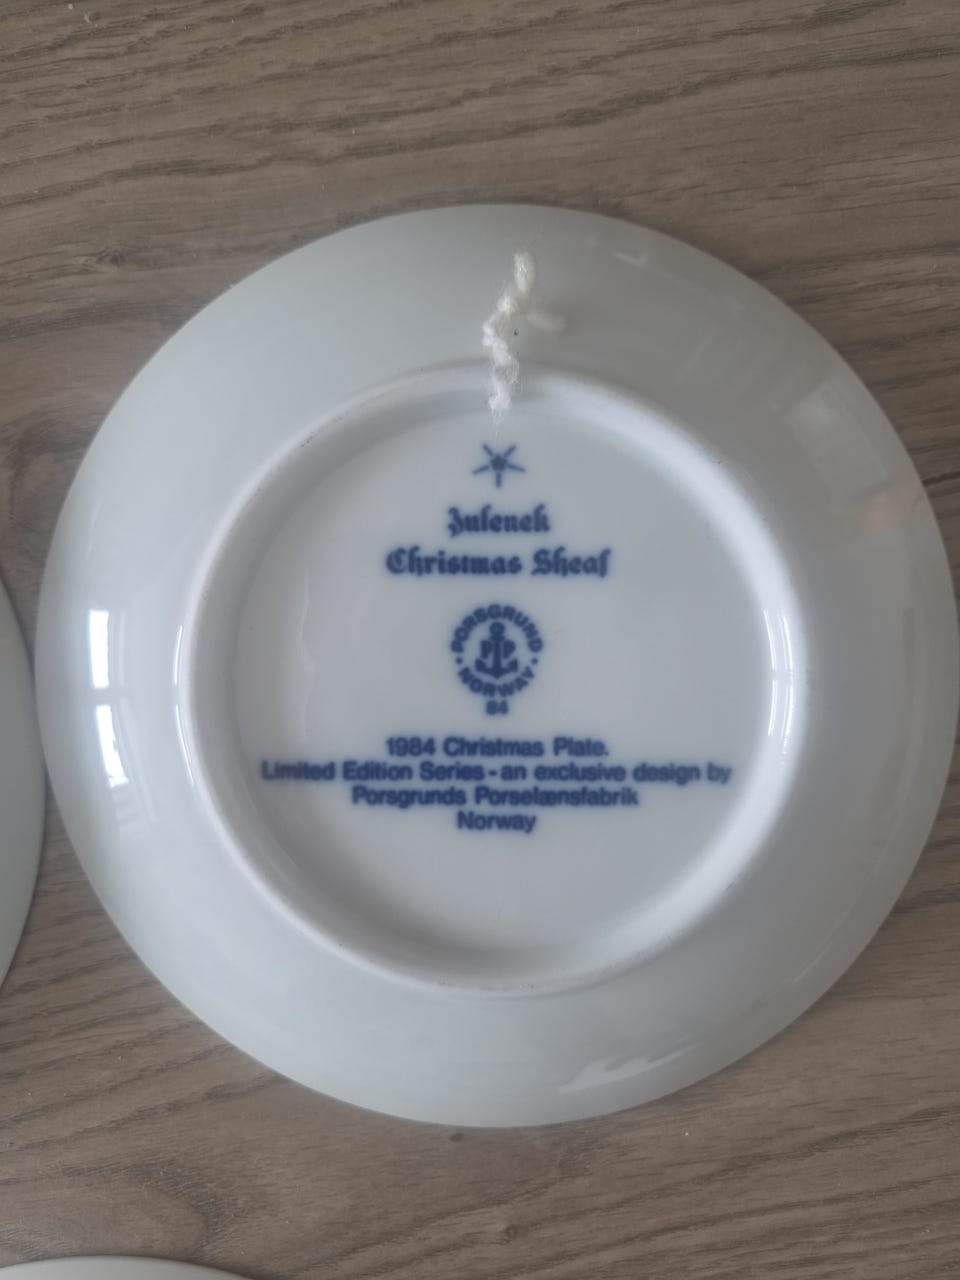 Julenek
Christmas Sheaf
PORSGRUND
P P
NORWAY
84
1984 Christmas Plate.
Limited Edition Series - an exclusive design by
Porsgrunds Porselænsfabrik
Norway